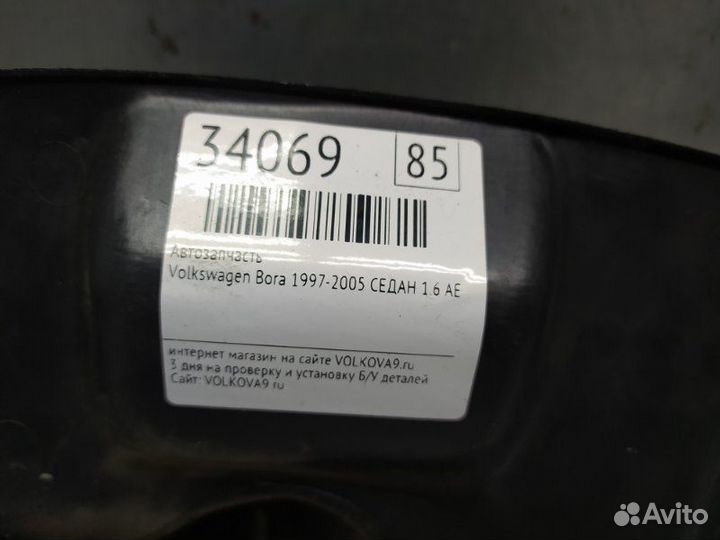 34069 85
Автозапчасть
Volkswagen Bora 1997-2005 СЕДАН 1.6 AE
интернет магазин на сайте VOLKOVA9.ru
3 дня на проверку и установку Б/У деталей
Сайт: VOLKOVA9 ru
Avito